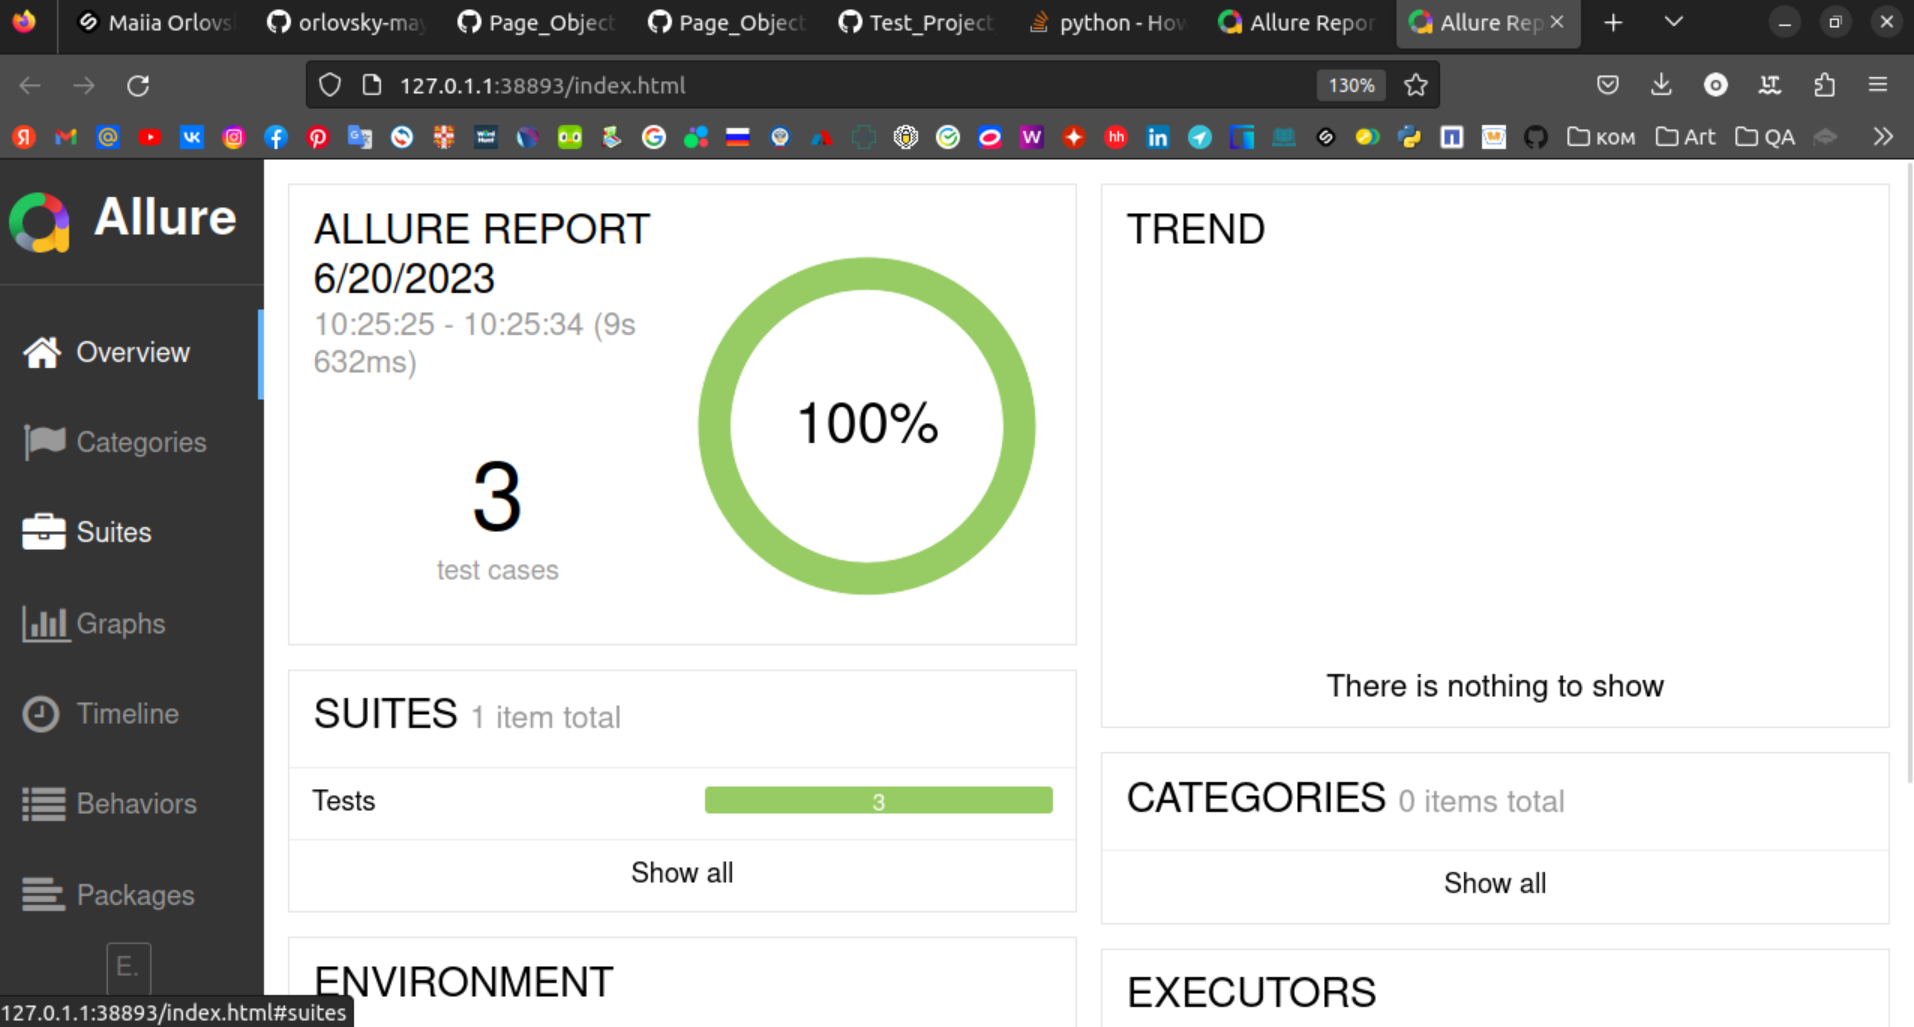 Maiia Orlovs
orlovsky-may
Page_Object
Page_Object
Test_Project
python - How
Allure Repor
Allure Rep
127.0.1.1:38893/index.html
130%
ком
Art
QA
Allure
Overview
Categories
Suites
Graphs
Timeline
Behaviors
Packages
E.
127.0.1.1:38893/index.html#suites
ALLURE REPORT
6/20/2023
10:25:25 - 10:25:34 (9s
632ms)
3
test cases
100%
SUITES 1 item total
Tests
3
Show all
ENVIRONMENT
TREND
There is nothing to show
CATEGORIES 0 items total
Show all
EXECUTORS